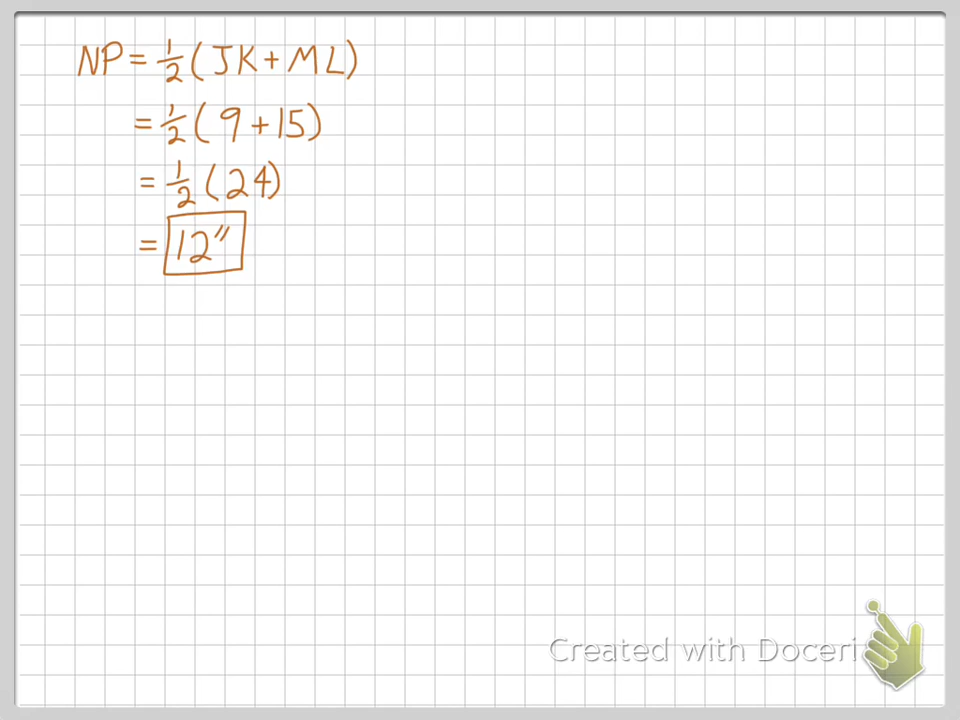 NP = 1/2 (JK + ML)
= 1/2 (9 + 15)
= 1/2 (24)
= 12"
Created with Doceri